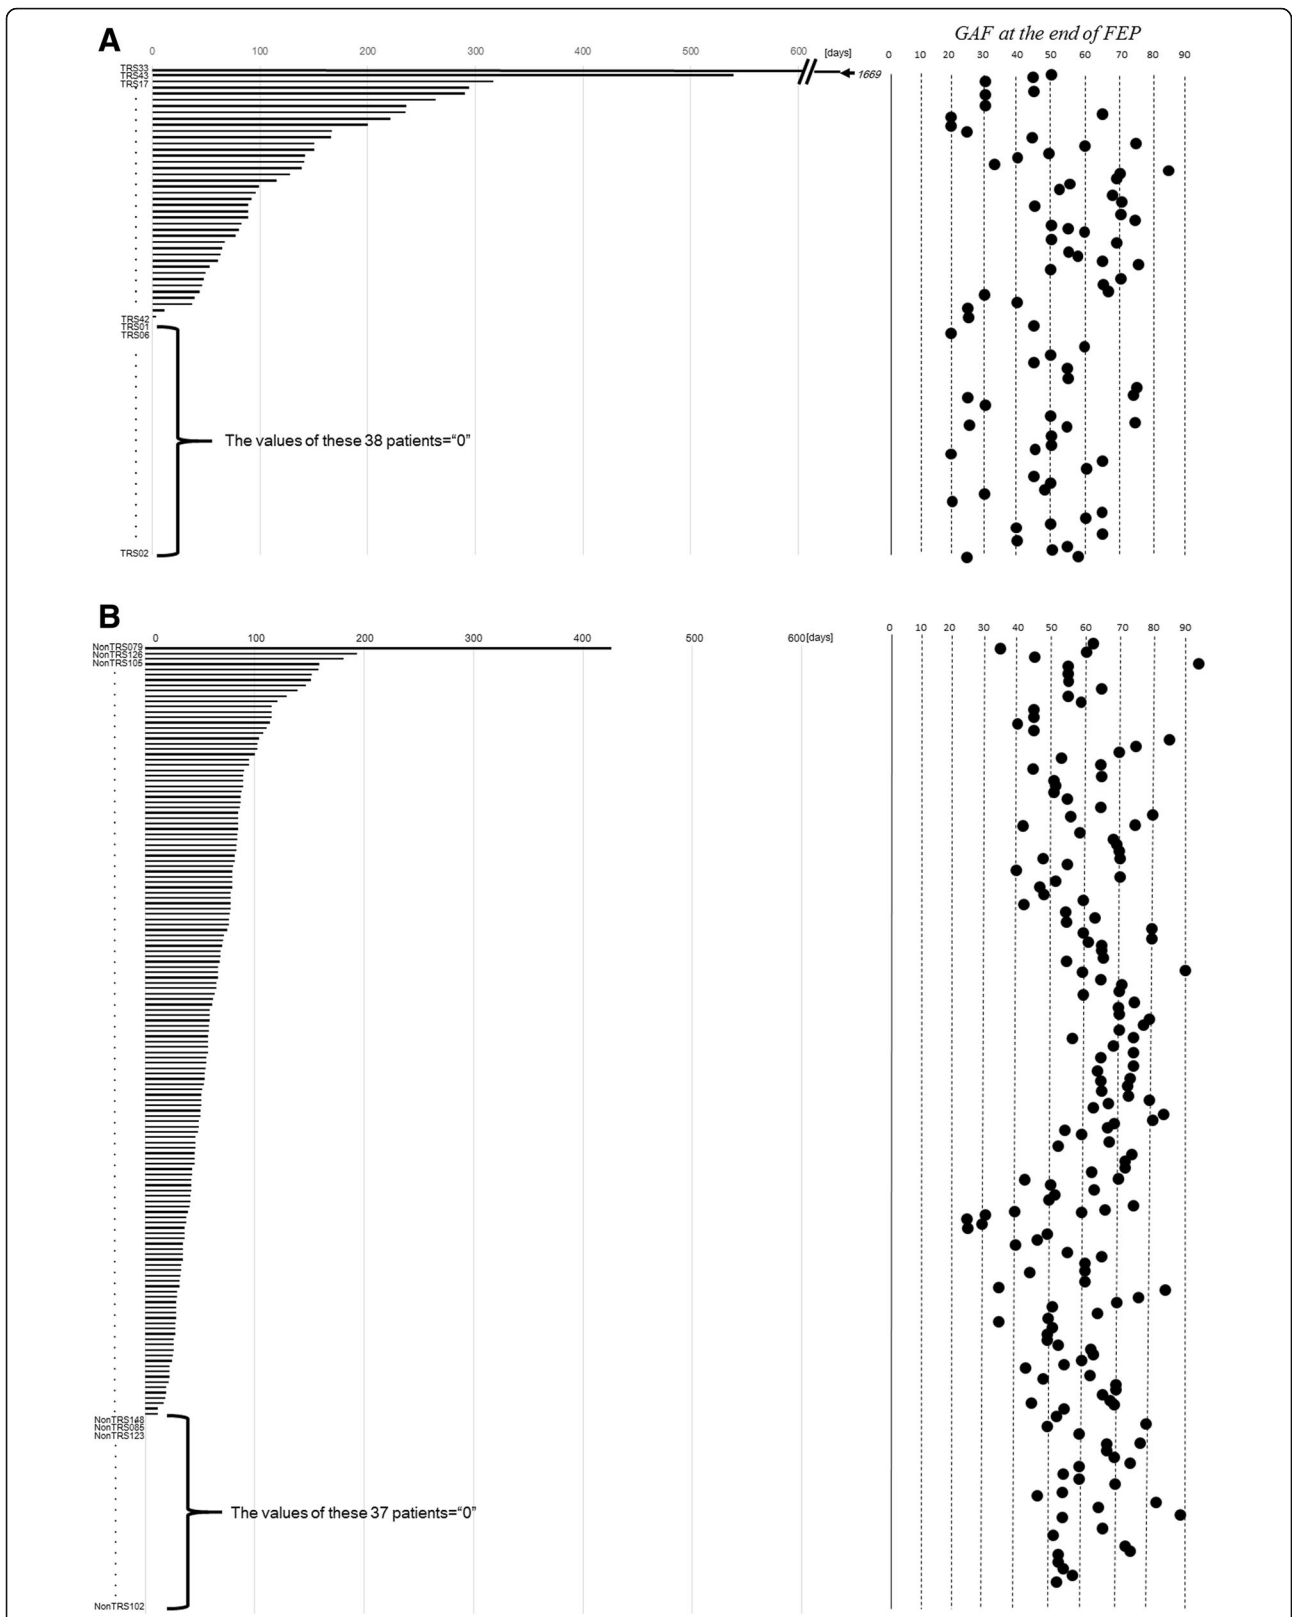 A
GAF at the end of FEP
0 100 200 300 400 500 600 [days]
0 10 20 30 40 50 60 70 80 90
TRS33
TRS43
TRS17
1669
TRS42
TRS01
TRS06
The values of these 38 patients=“0”
TRS02
B
0 100 200 300 400 500 600[days]
0 10 20 30 40 50 60 70 80 90
NonTRS079
NonTRS126
NonTRS105
NonTRS148
NonTRS085
NonTRS123
The values of these 37 patients=“0”
NonTRS102